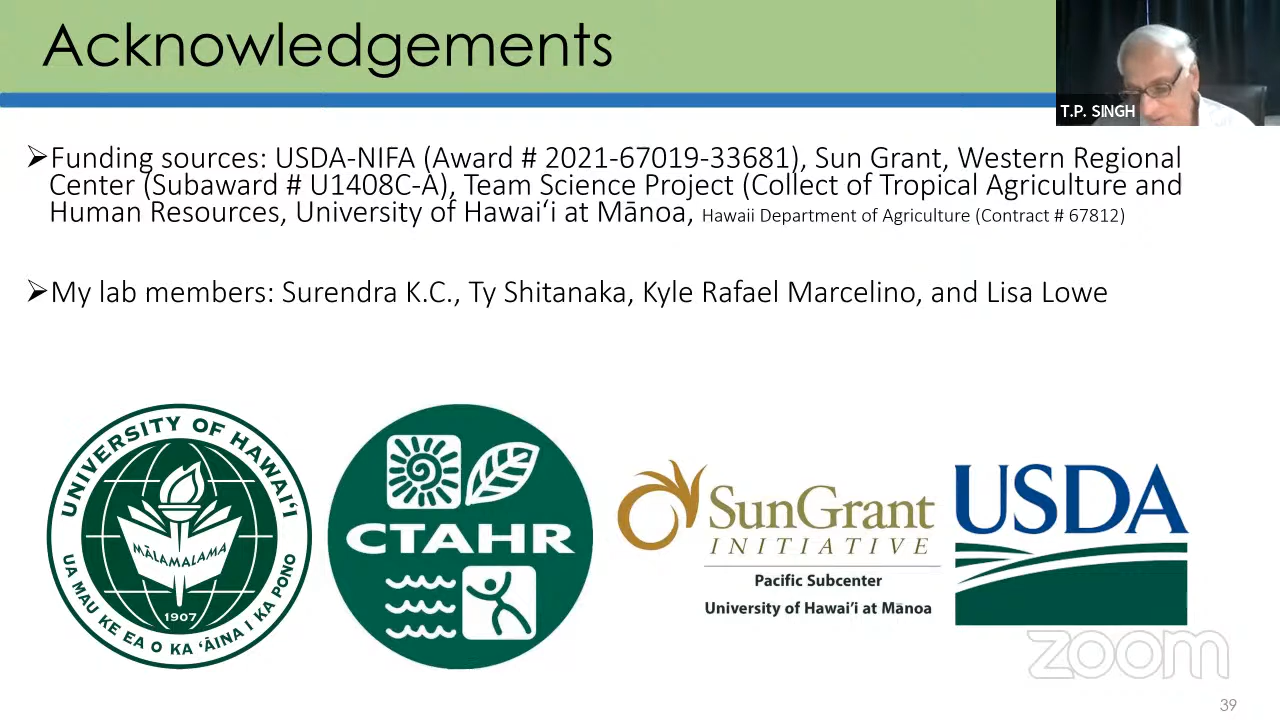 Acknowledgements
T.P. SINGH
➢Funding sources: USDA-NIFA (Award # 2021-67019-33681), Sun Grant, Western Regional
Center (Subaward # U1408C-A), Team Science Project (Collect of Tropical Agriculture and
Human Resources, University of Hawaiʻi at Mānoa, Hawaii Department of Agriculture (Contract # 67812)
➢My lab members: Surendra K.C., Ty Shitanaka, Kyle Rafael Marcelino, and Lisa Lowe
UNIVERSITY OF HAWAIʻI
MĀLAMALAMA
1907
UA MAU KE EA O KA ʻĀINA I KA PONO
CTAHR
SunGrant
INITIATIVE
Pacific Subcenter
University of Hawai’i at Mānoa
USDA
zoom
39